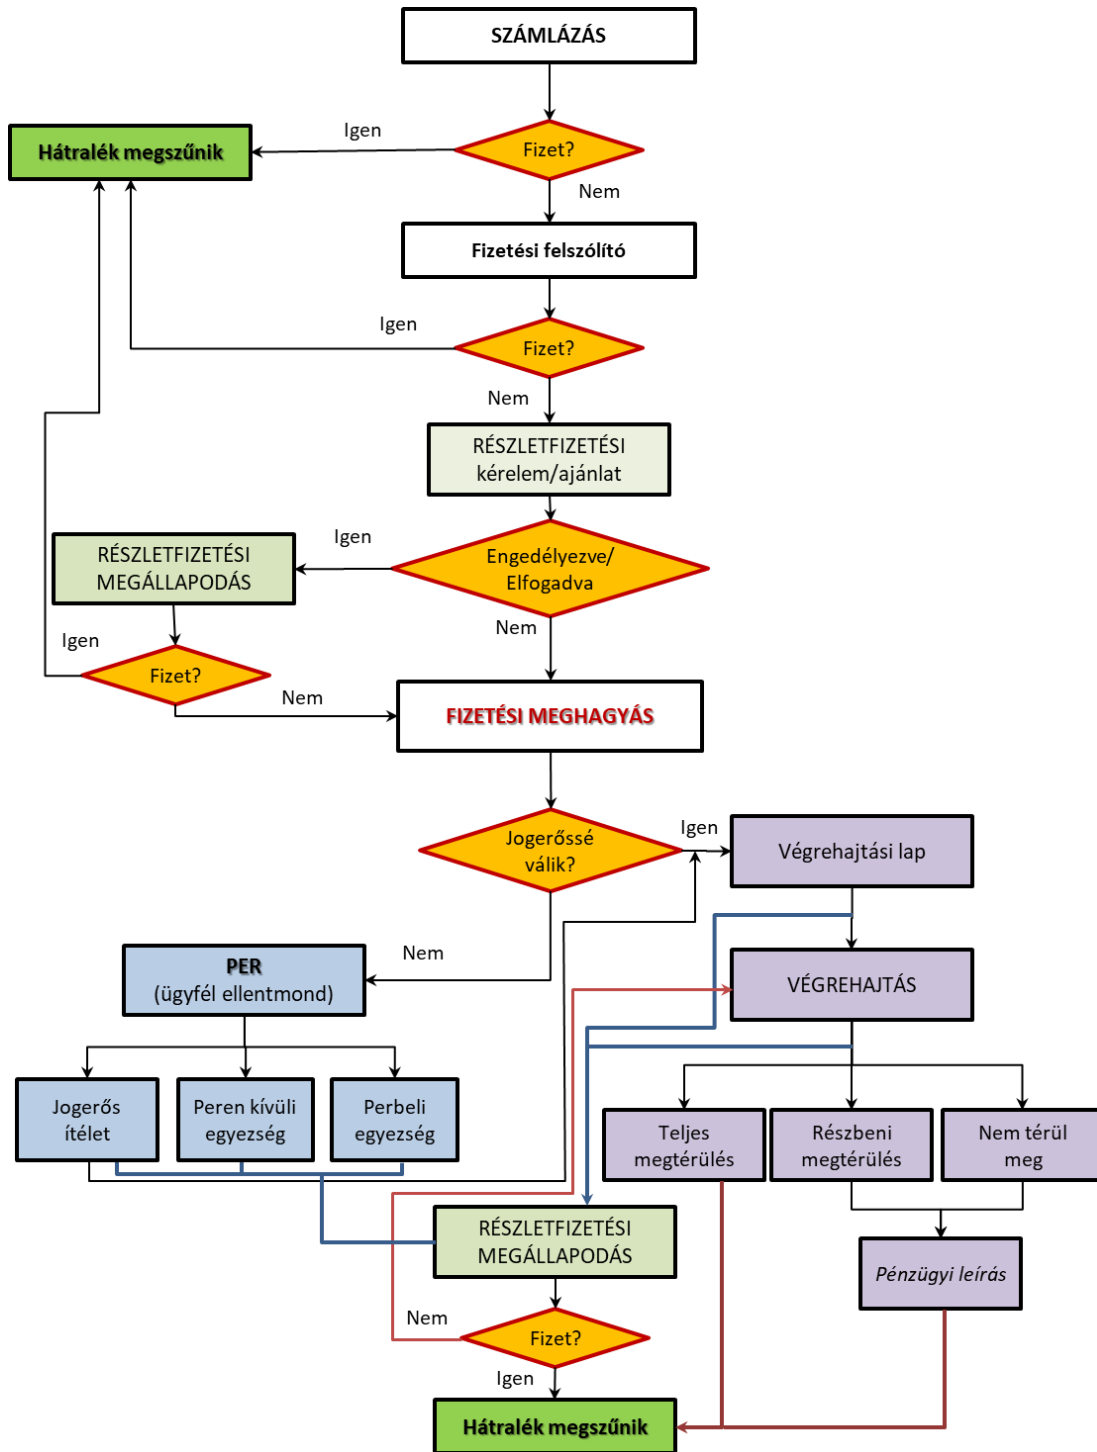 SZÁMLÁZÁS
Igen
Fizet?
Hátralék megszűnik
Nem
Fizetési felszólító
Igen
Fizet?
Nem
RÉSZLETFIZETÉSI
kérelem/ajánlat
Igen
Engedélyezve/
Elfogadva
RÉSZLETFIZETÉSI
MEGÁLLAPODÁS
Nem
Igen
Fizet?
Nem
FIZETÉSI MEGHAGYÁS
Jogerőssé
válik?
Igen
Végrehajtási lap
Nem
PER
(ügyfél ellentmond)
VÉGREHAJTÁS
Jogerős
ítélet
Peren kívüli
egyezség
Perbeli
egyezség
Teljes
megtérülés
Részbeni
megtérülés
Nem térül
meg
RÉSZLETFIZETÉSI
MEGÁLLAPODÁS
Pénzügyi leírás
Nem
Fizet?
Igen
Hátralék megszűnik